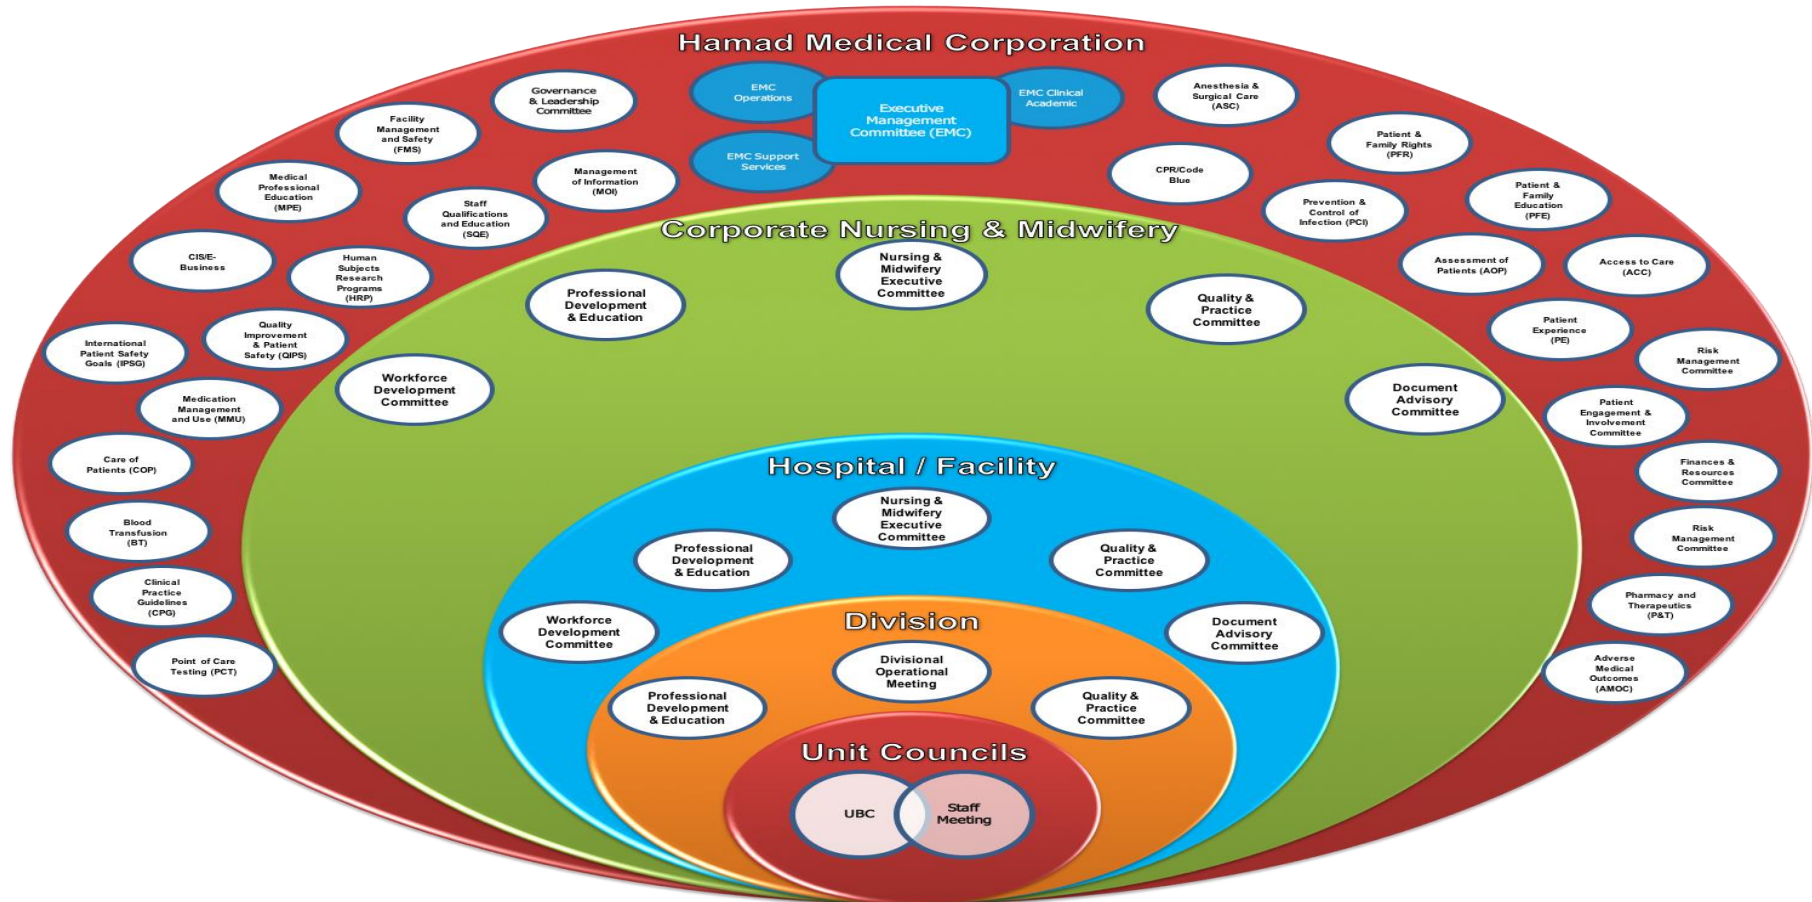 Hamad Medical Corporation
EMC
Operations
Executive
Management
Committee (EMC)
EMC Clinical
Academic
EMC Support
Services
Governance
& Leadership
Committee
Facility
Management
and Safety
(FMS)
Management
of Information
(MOI)
Medical
Professional
Education
(MPE)
Staff
Qualifications
and Education
(SQE)
CIS/E-
Business
Human
Subjects
Research
Programs
(HRP)
International
Patient Safety
Goals (IPSG)
Quality
Improvement
& Patient
Safety (QIPS)
Medication
Management
and Use (MMU)
Care of
Patients (COP)
Blood
Transfusion
(BT)
Clinical
Practice
Guidelines
(CPG)
Point of Care
Testing (PCT)
Anesthesia &
Surgical Care
(ASC)
CPR/Code
Blue
Patient &
Family Rights
(PFR)
Prevention &
Control of
Infection (PCI)
Patient &
Family
Education
(PFE)
Assessment of
Patients (AOP)
Access to Care
(ACC)
Patient
Experience
(PE)
Risk
Management
Committee
Patient
Engagement &
Involvement
Committee
Finances &
Resources
Committee
Risk
Management
Committee
Pharmacy and
Therapeutics
(P&T)
Adverse
Medical
Outcomes
(AMOC)
Corporate Nursing & Midwifery
Nursing &
Midwifery
Executive
Committee
Professional
Development
& Education
Quality &
Practice
Committee
Workforce
Development
Committee
Document
Advisory
Committee
Hospital / Facility
Nursing &
Midwifery
Executive
Committee
Professional
Development
& Education
Quality &
Practice
Committee
Workforce
Development
Committee
Document
Advisory
Committee
Division
Divisional
Operational
Meeting
Professional
Development
& Education
Quality &
Practice
Committee
Unit Councils
UBC
Staff
Meeting